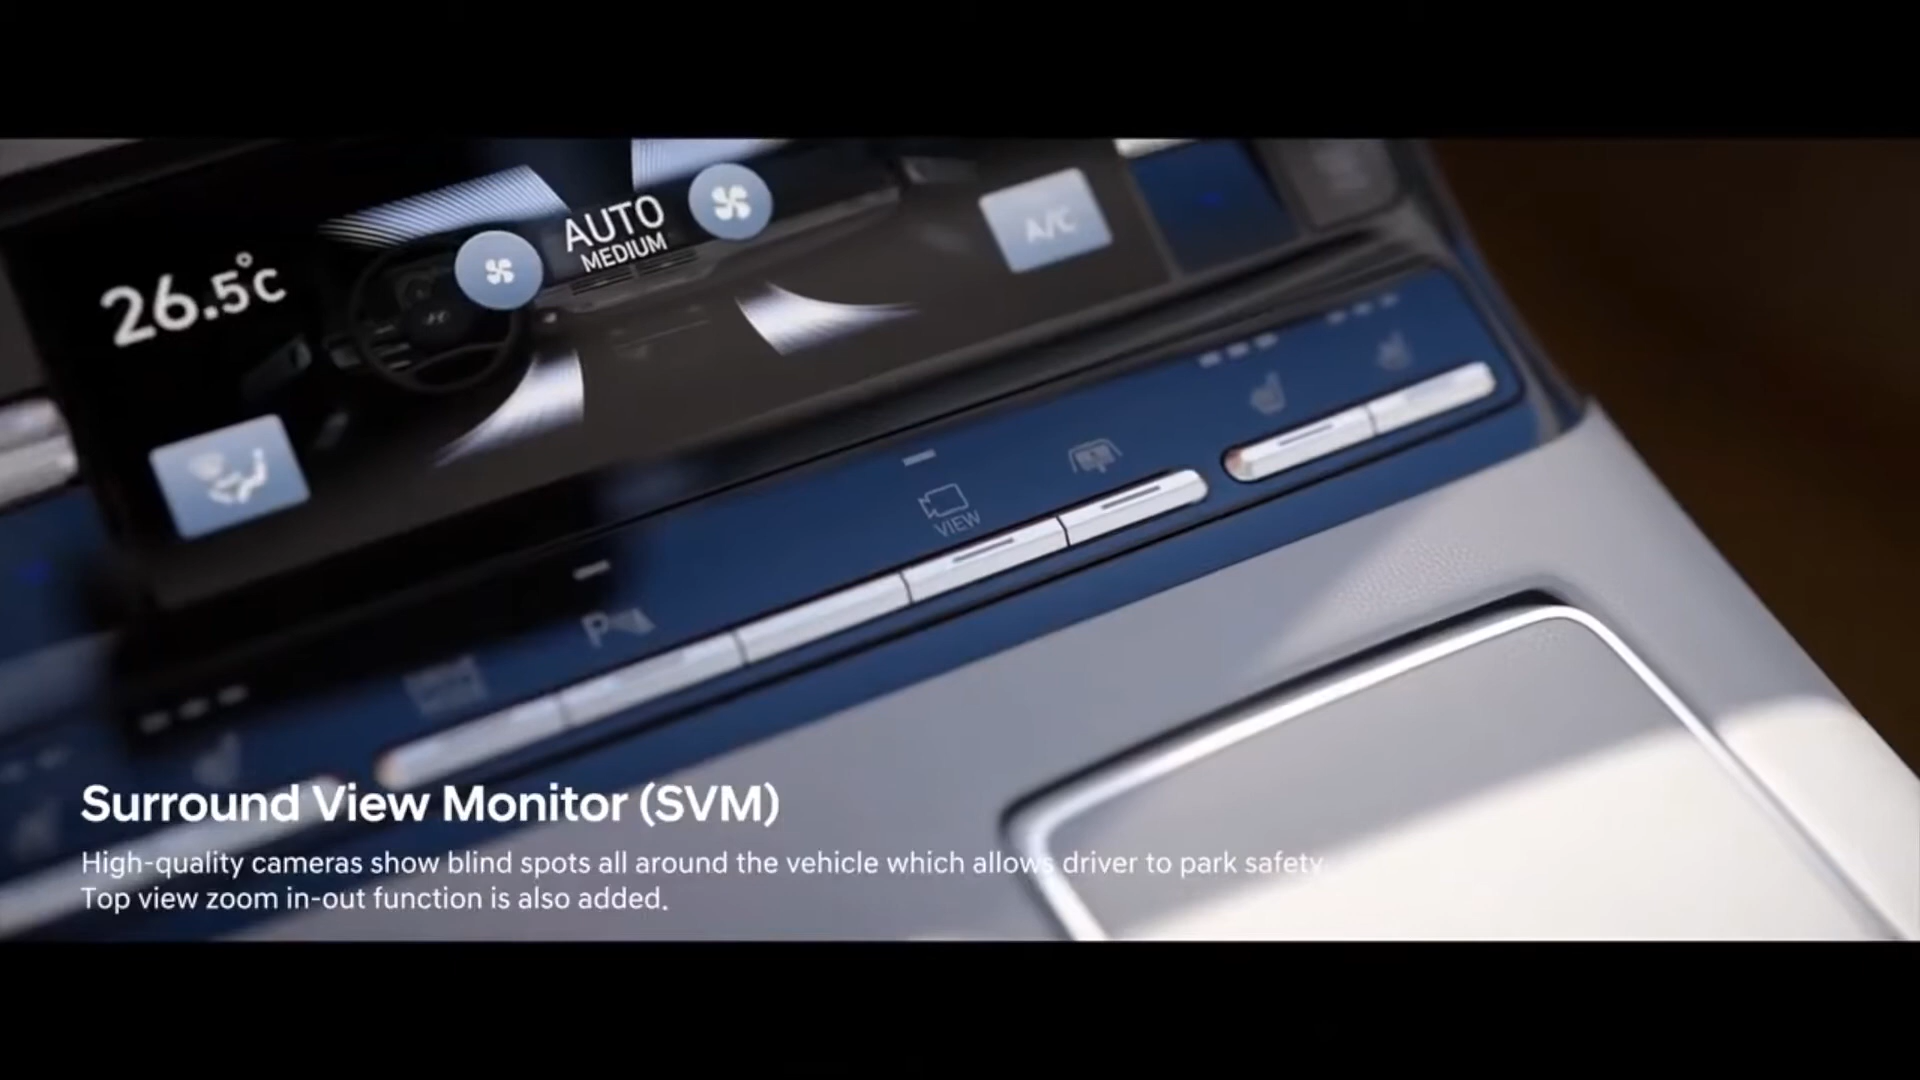 26.5°C
AUTO
MEDIUM
A/C
VIEW
P
Surround View Monitor (SVM)
High-quality cameras show blind spots all around the vehicle which allows driver to park safety
Top view zoom in-out function is also added.